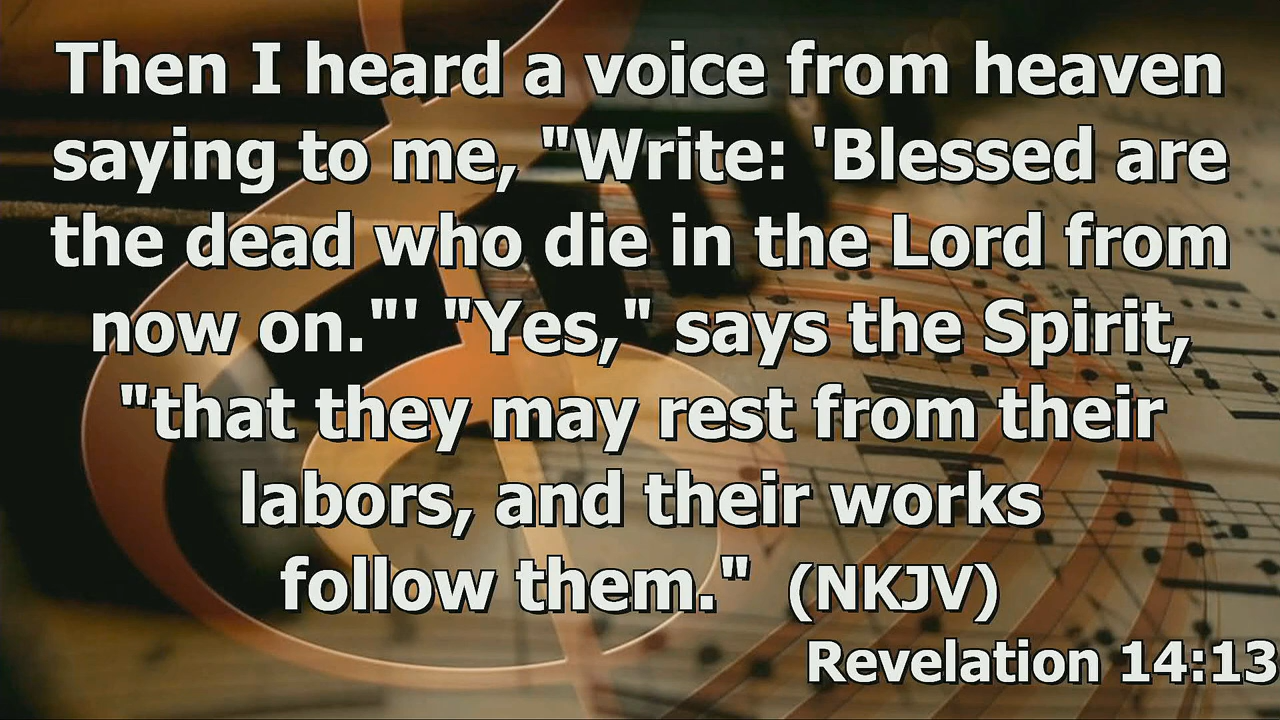 Then I heard a voice from heaven
saying to me, "Write: 'Blessed are
the dead who die in the Lord from
now on."' "Yes," says the Spirit,
"that they may rest from their
labors, and their works
follow them." (NKJV)
Revelation 14:13